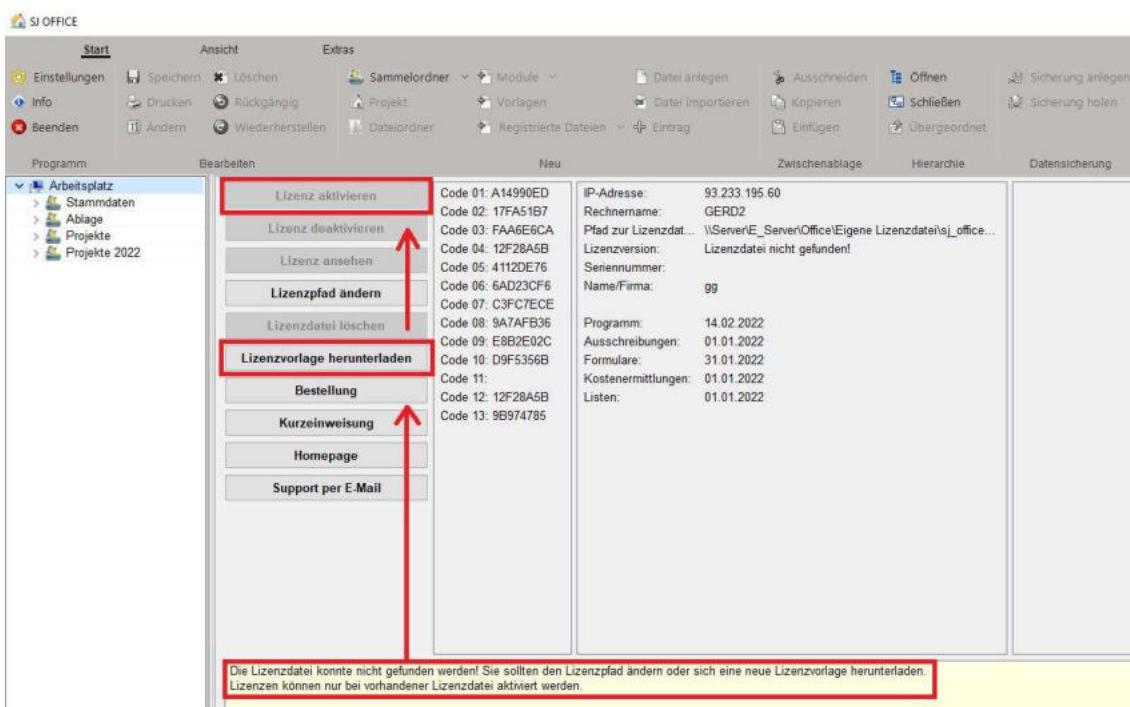 SJ OFFICE
Start Ansicht Extras
Einstellungen Speichern Löschen Sammelordner Module Datei anlegen Ausschneiden Öffnen Sicherung anlegen
Info Drucken Rückgängig Projekt Vorlagen Datei importieren Kopieren Schließen Sicherung holen
Beenden Ändern Wiederherstellen Dateiordner Registrierte Dateien Eintrag Einfügen Übergeordnet
Programm Bearbeiten Neu Zwischenablage Hierarchie Datensicherung
Arbeitsplatz
Stammdaten
Ablage
Projekte
Projekte 2022
Lizenz aktivieren
Lizenz deaktivieren
Lizenz ansehen
Lizenzpfad ändern
Lizenzdatei löschen
Lizenzvorlage herunterladen
Bestellung
Kurzeinweisung
Homepage
Support per E-Mail
Code 01: A14990ED
Code 02: 17FA51B7
Code 03: FAA6E6CA
Code 04: 12F28A5B
Code 05: 4112DE76
Code 06: 6AD23CF6
Code 07: C3FC7ECE
Code 08: 9A7AFB36
Code 09: E8B2E02C
Code 10: D9F5356B
Code 11:
Code 12: 12F28A5B
Code 13: 9B974785
IP-Adresse: 93.233.195.60
Rechnername: GERD2
Pfad zur Lizenzdat... \\Server\E_Server\Office\Eigene Lizenzdatei\sj_office...
Lizenzversion: Lizenzdatei nicht gefunden!
Seriennummer:
Name/Firma: gg
Programm: 14.02.2022
Ausschreibungen: 01.01.2022
Formulare: 31.01.2022
Kostenermittlungen: 01.01.2022
Listen: 01.01.2022
Die Lizenzdatei konnte nicht gefunden werden! Sie sollten den Lizenzpfad ändern oder sich eine neue Lizenzvorlage herunterladen.
Lizenzen können nur bei vorhandener Lizenzdatei aktiviert werden.